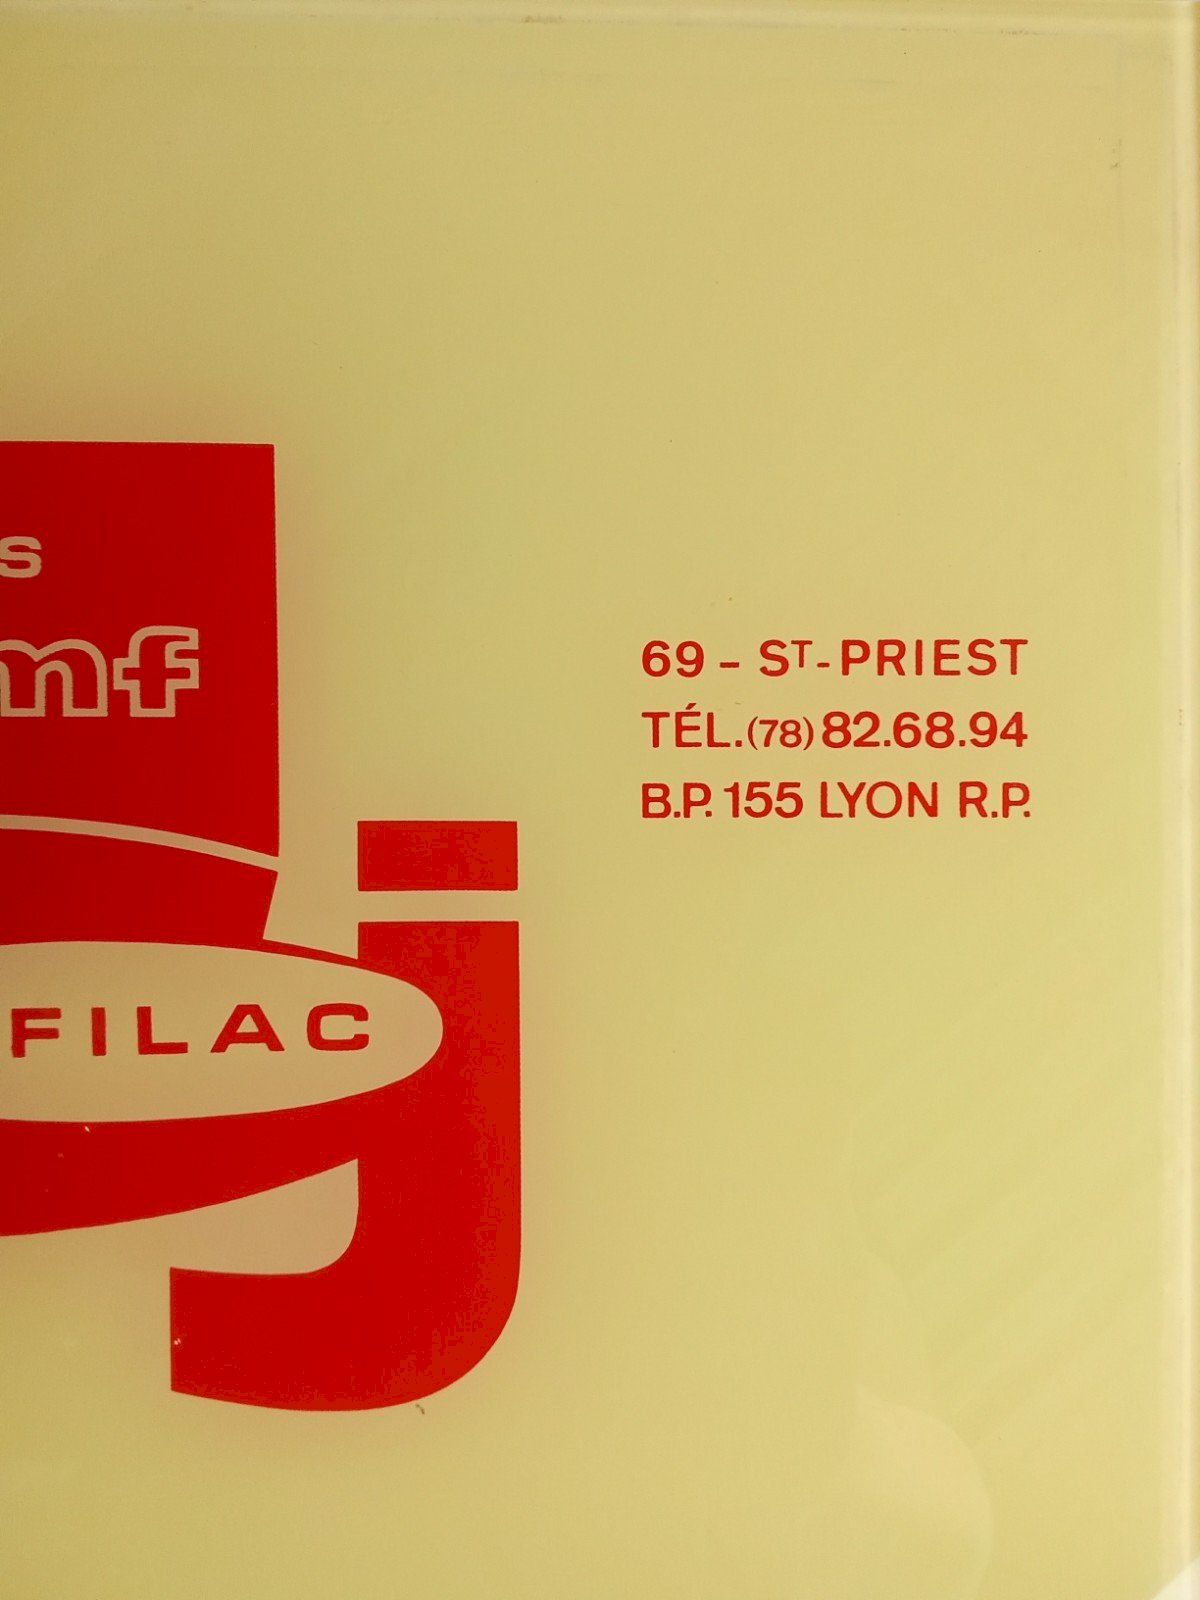 s
mf
69 - ST-PRIEST
TÉL.(78) 82.68.94
B.P. 155 LYON R.P.
j
FILAC